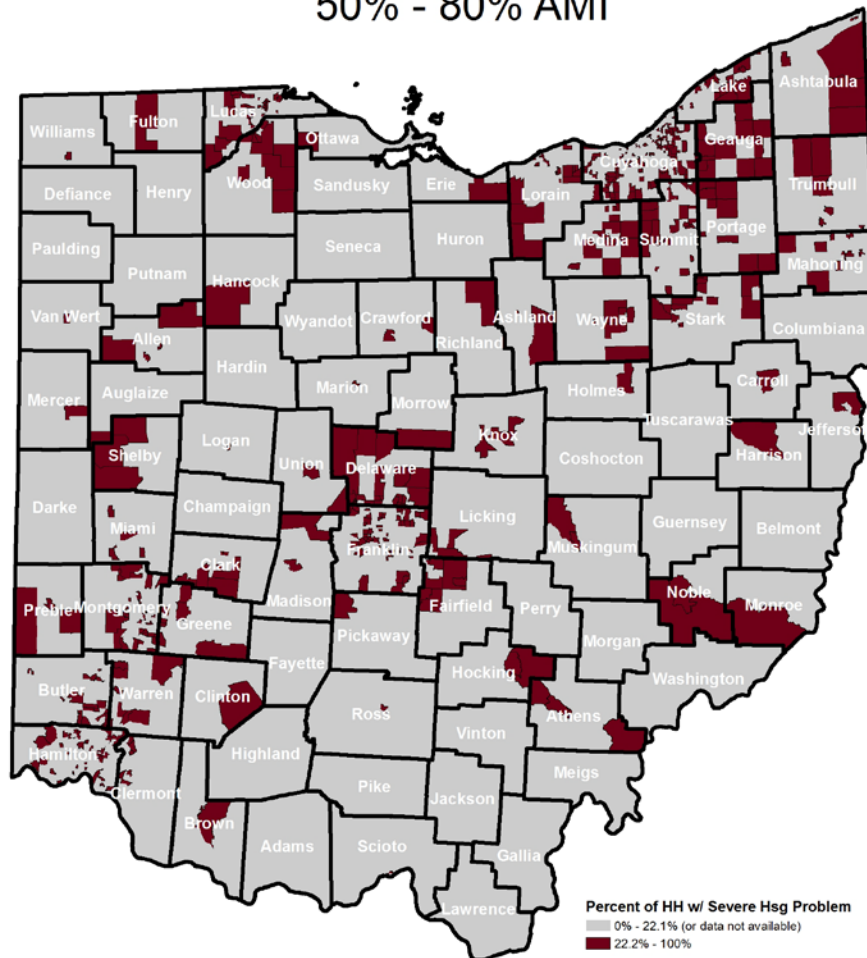 50% - 80% AMI
Ashtabula
Lake
Williams
Fulton
Lucas
Ottawa
Geauga
Cuyahoga
Defiance
Henry
Wood
Sandusky
Erie
Lorain
Trumbull
Paulding
Seneca
Huron
Medina
Summit
Portage
Putnam
Hancock
Mahoning
Van Wert
Allen
Wyandot
Crawford
Richland
Ashland
Wayne
Stark
Columbiana
Hardin
Mercer
Auglaize
Marion
Morrow
Holmes
Carroll
Tuscarawas
Jefferson
Logan
Knox
Shelby
Union
Delaware
Coshocton
Harrison
Darke
Champaign
Miami
Licking
Muskingum
Guernsey
Belmont
Clark
Franklin
Madison
Preble
Montgomery
Greene
Fairfield
Perry
Noble
Monroe
Pickaway
Morgan
Fayette
Hocking
Washington
Butler
Warren
Clinton
Ross
Athens
Vinton
Hamilton
Highland
Meigs
Clermont
Pike
Jackson
Brown
Adams
Scioto
Gallia
Lawrence
Percent of HH w/ Severe Hsg Problem
0% - 22.1% (or data not available)
22.2% - 100%